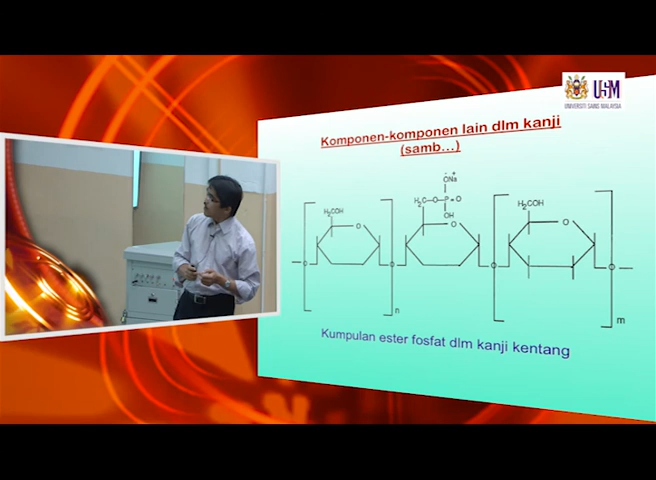 USM
UNIVERSITI SAINS MALAYSIA
Komponen-komponen lain dlm kanji
(samb...)
- +
ONa
H₂C—O—P=O
OH
H₂COH
O
H₂COH
O
O
O
O
O
O
O
n
m
Kumpulan ester fosfat dlm kanji kentang